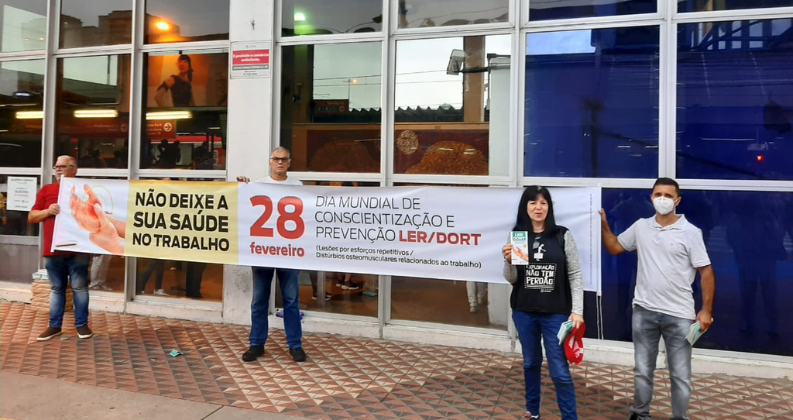 NÃO DEIXE A
SUA SAÚDE
NO TRABALHO
28
fevereiro
DIA MUNDIAL DE
CONSCIENTIZAÇÃO E
PREVENÇÃO LER/DORT
(Lesões por esforços repetitivos /
Distúrbios osteomusculares relacionados ao trabalho)
EXPLORAÇÃO
NÃO TEM
PERDÃO